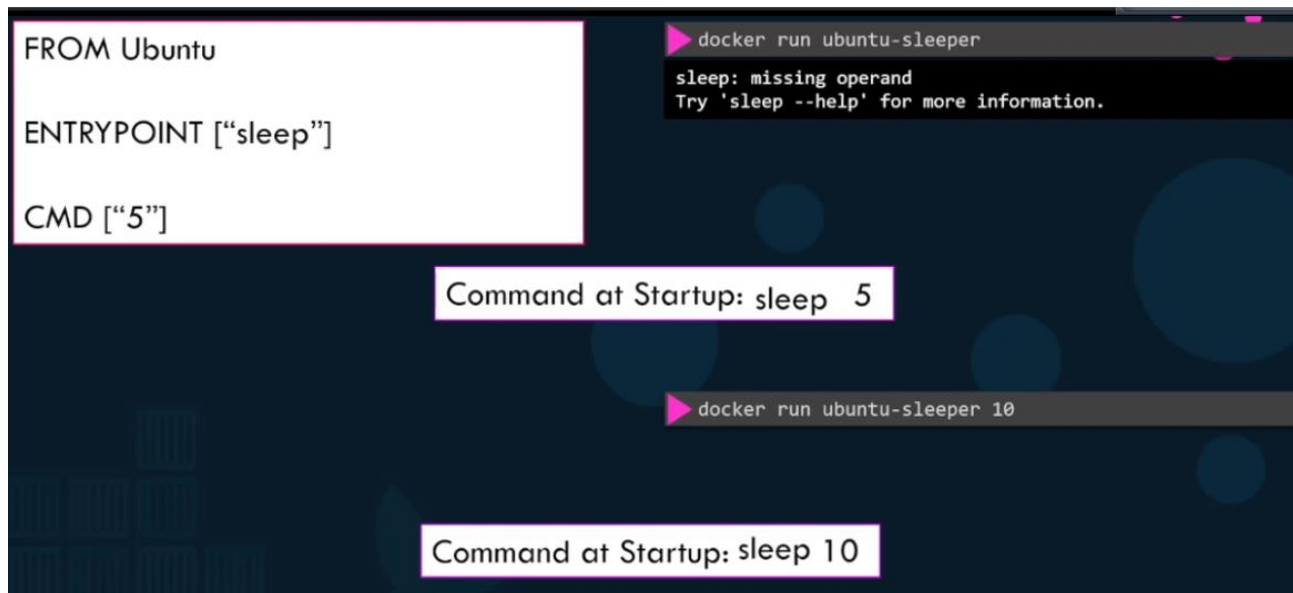 FROM Ubuntu
ENTRYPOINT [“sleep”]
CMD [“5”]
docker run ubuntu-sleeper
sleep: missing operand
Try 'sleep --help' for more information.
Command at Startup: sleep 5
docker run ubuntu-sleeper 10
Command at Startup: sleep 10